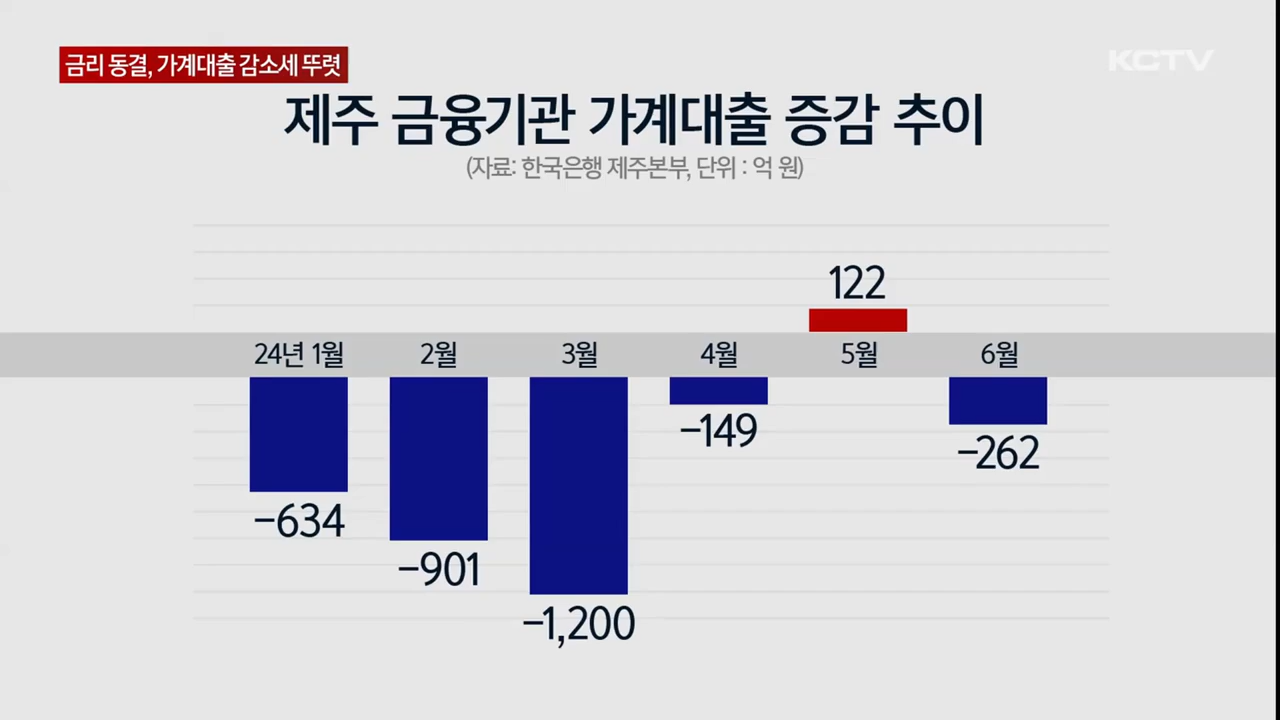 금리 동결, 가계대출 감소세 뚜렷
KCTV
제주 금융기관 가계대출 증감 추이
(자료: 한국은행 제주본부, 단위 : 억 원)
122
24년 1월 2월 3월 4월 5월 6월
-634 -901 -1,200 -149 -262